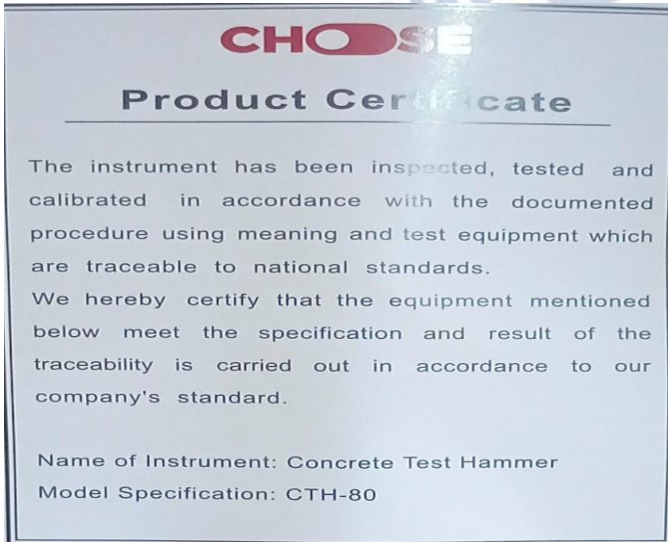 CHOOSE
Product Certificate
The instrument has been inspected, tested and
calibrated in accordance with the documented
procedure using meaning and test equipment which
are traceable to national standards.
We hereby certify that the equipment mentioned
below meet the specification and result of the
traceability is carried out in accordance to our
company's standard.
Name of Instrument: Concrete Test Hammer
Model Specification: CTH-80